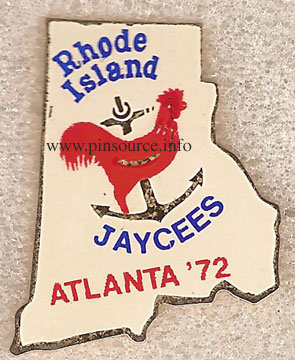 Rhode
Island
www.pinsource.info
JAYCEES
ATLANTA '72